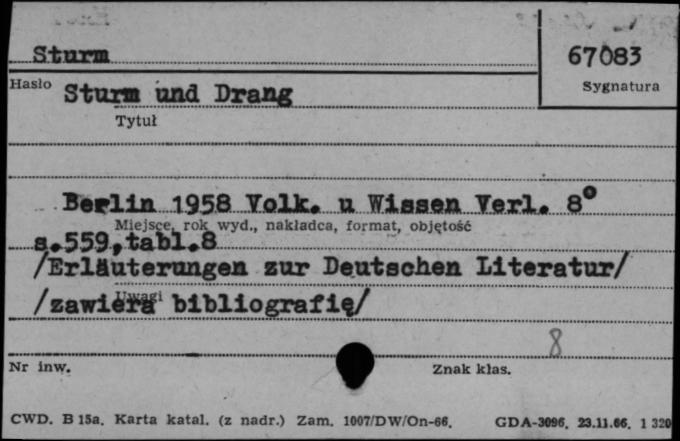 Sturm
67083
Hasło
Sygnatura
Sturm und Drang
Tytuł
Berlin 1958 Volk. u Wissen Verl. 8°
Miejsce, rok wyd., nakładca, format, objętość
s.559,tabl.8
/Erläuterungen zur Deutschen Literatur/
Uwagi
/zawiera bibliografię/
8
Nr inw.
Znak klas.
CWD. B 15a. Karta katal. (z nadr.) Zam. 1007/DW/On-66. GDA-3096. 23.11.66. 1 320